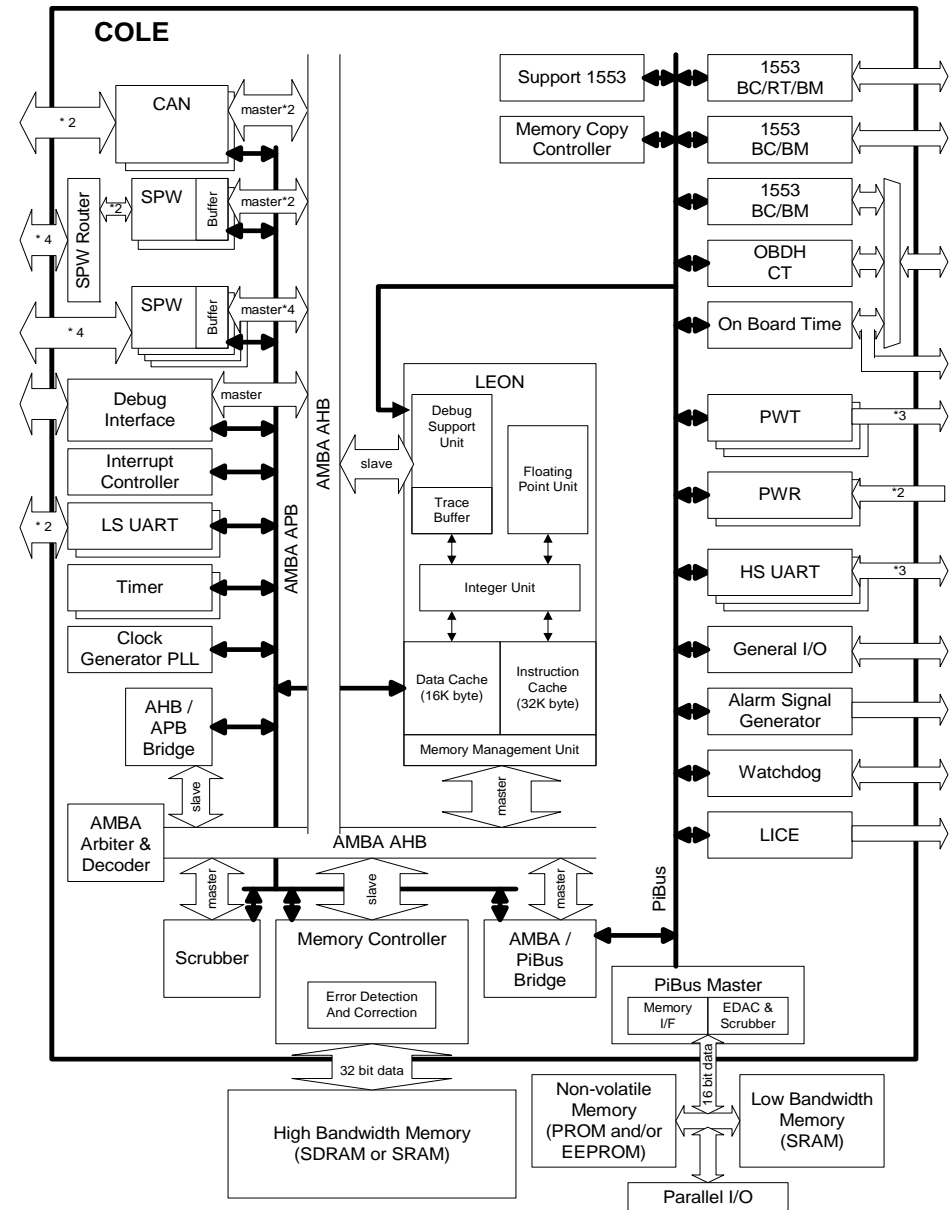 COLE
CAN
* 2
master*2
SPW Router
* 4
*2
SPW
Buffer
master*2
* 4
SPW
Buffer
master*4
Debug
Interface
master
Interrupt
Controller
* 2
LS UART
Timer
Clock
Generator PLL
AHB /
APB
Bridge
slave
AMBA
Arbiter &
Decoder
AMBA APB
AMBA AHB
AMBA AHB
slave
LEON
Debug
Support
Unit
Trace
Buffer
Floating
Point Unit
Integer Unit
Data Cache
(16K byte)
Instruction
Cache
(32K byte)
Memory Management Unit
master
master
slave
master
Scrubber
Memory Controller
Error Detection
And Correction
AMBA /
PiBus
Bridge
32 bit data
High Bandwidth Memory
(SDRAM or SRAM)
Support 1553
Memory Copy
Controller
PiBus
1553
BC/RT/BM
1553
BC/BM
1553
BC/BM
OBDH
CT
On Board Time
PWT
*3
PWR
*2
HS UART
*3
General I/O
Alarm Signal
Generator
Watchdog
LICE
PiBus Master
Memory
I/F
EDAC &
Scrubber
16 bit data
Non-volatile
Memory
(PROM and/or
EEPROM)
Low Bandwidth
Memory
(SRAM)
Parallel I/O